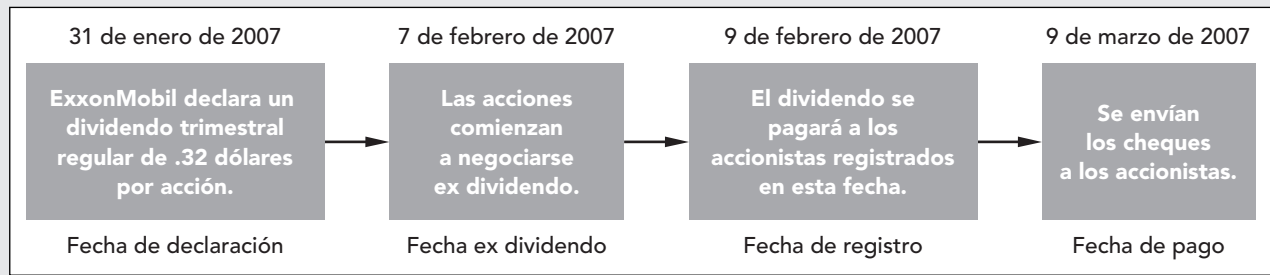 31 de enero de 2007
7 de febrero de 2007
9 de febrero de 2007
9 de marzo de 2007
ExxonMobil declara un
dividendo trimestral
regular de .32 dólares
por acción.
Las acciones
comienzan
a negociarse
ex dividendo.
El dividendo se
pagará a los
accionistas registrados
en esta fecha.
Se envían
los cheques
a los accionistas.
Fecha de declaración
Fecha ex dividendo
Fecha de registro
Fecha de pago